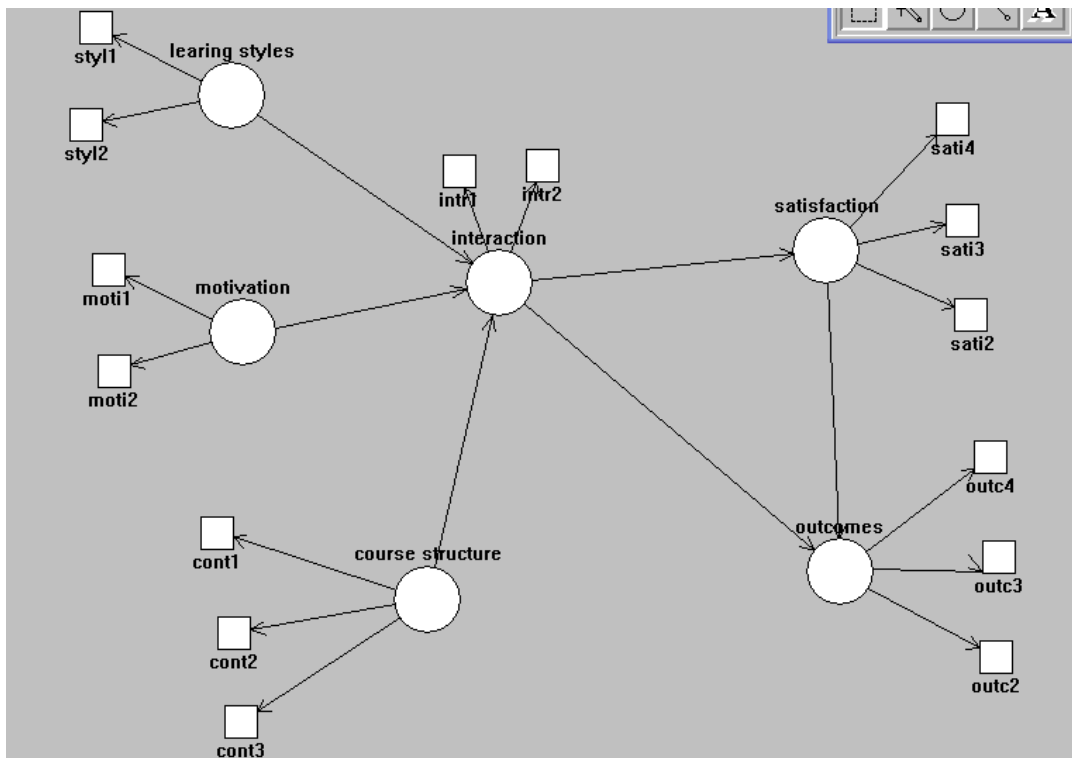 A
styl1
learing styles
styl2
intr1
intr2
interaction
sati4
satisfaction
sati3
sati2
moti1
motivation
moti2
cont1
course structure
cont2
cont3
outcomes
outc4
outc3
outc2